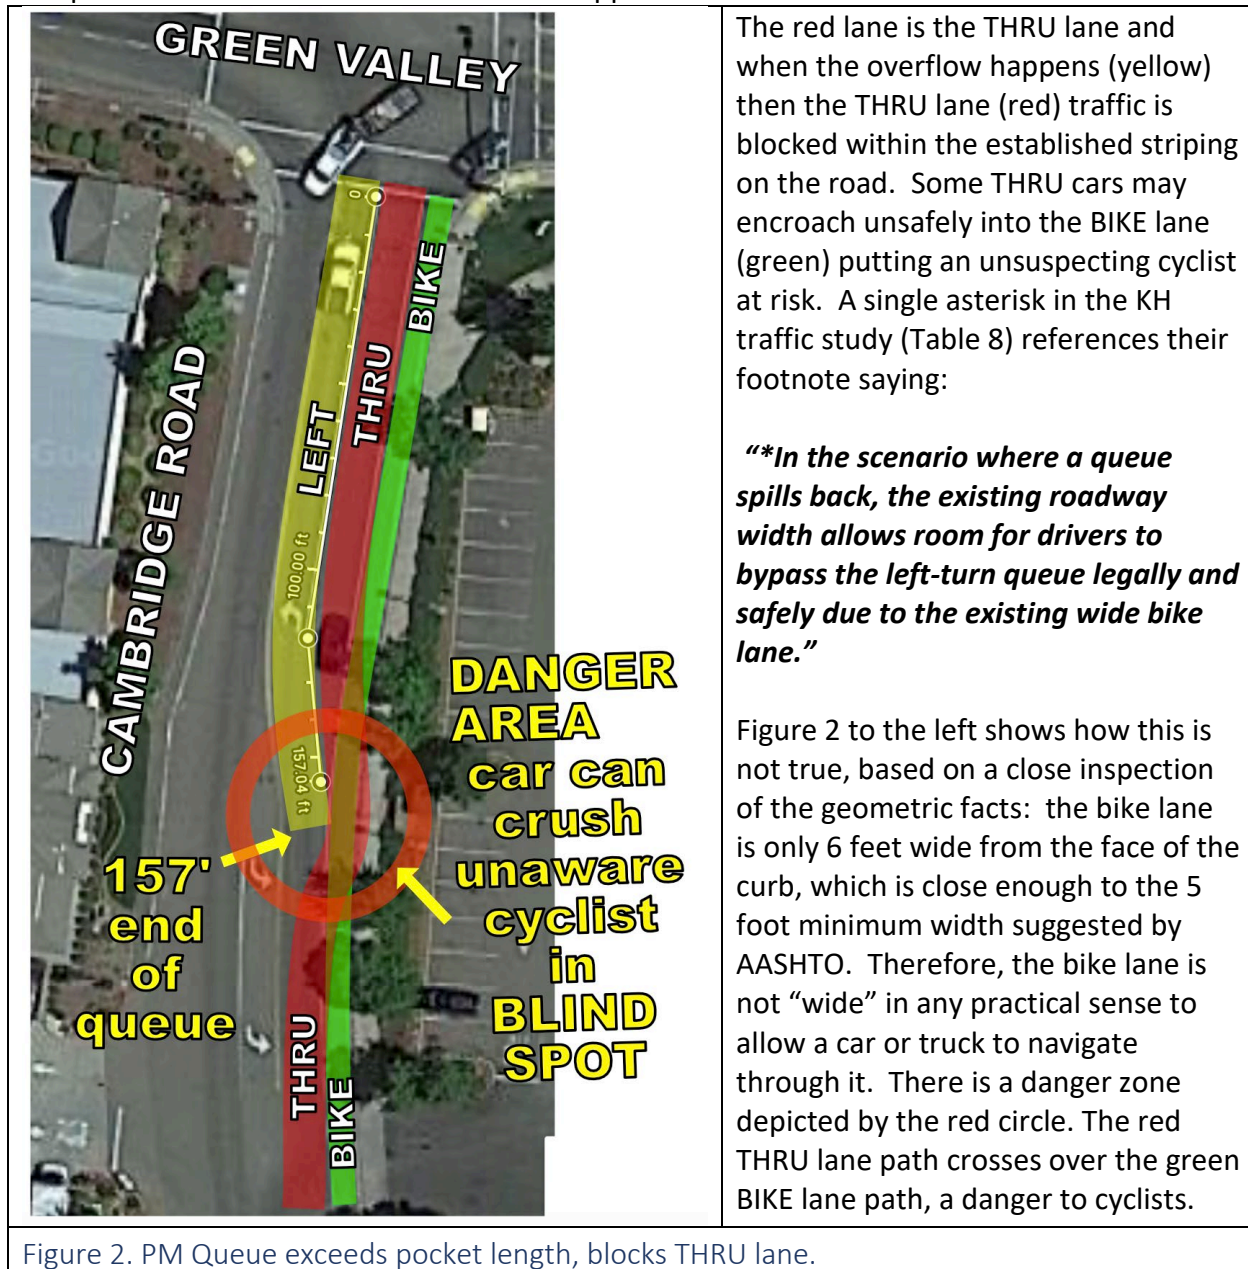 GREEN VALLEY
0
LEFT
THRU
BIKE
CAMBRIDGE ROAD
100.00 ft
157.04 ft
157'
end
of
queue
DANGER
AREA
car can
crush
unaware
cyclist
in
BLIND
SPOT
THRU
BIKE
The red lane is the THRU lane and
when the overflow happens (yellow)
then the THRU lane (red) traffic is
blocked within the established striping
on the road.  Some THRU cars may
encroach unsafely into the BIKE lane
(green) putting an unsuspecting cyclist
at risk.  A single asterisk in the KH
traffic study (Table 8) references their
footnote saying:
“*In the scenario where a queue
spills back, the existing roadway
width allows room for drivers to
bypass the left-turn queue legally and
safely due to the existing wide bike
lane.”
Figure 2 to the left shows how this is
not true, based on a close inspection
of the geometric facts:  the bike lane
is only 6 feet wide from the face of the
curb, which is close enough to the 5
foot minimum width suggested by
AASHTO.  Therefore, the bike lane is
not “wide” in any practical sense to
allow a car or truck to navigate
through it.  There is a danger zone
depicted by the red circle. The red
THRU lane path crosses over the green
BIKE lane path, a danger to cyclists.
Figure 2. PM Queue exceeds pocket length, blocks THRU lane.